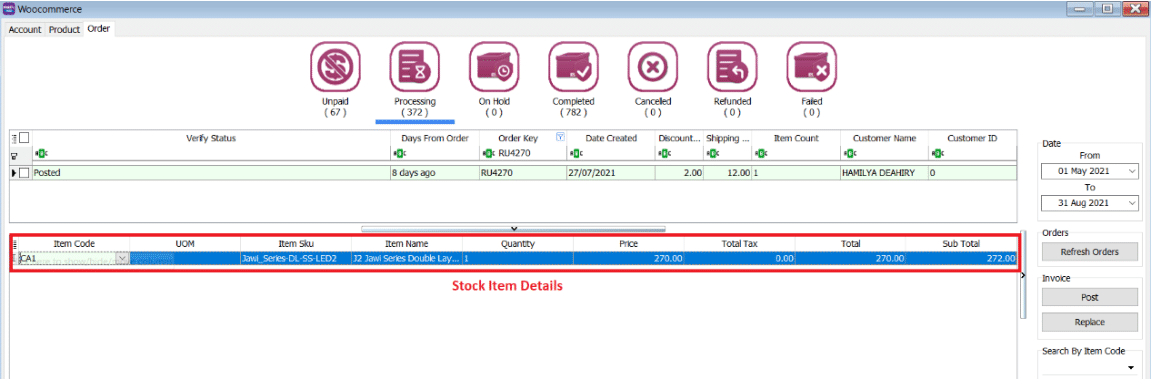 Woocommerce
Account Product Order
Unpaid Processing On Hold Completed Cancelled Refunded Failed
( 67 ) ( 372 ) ( 0 ) ( 782 ) ( 0 ) ( 0 ) ( 0 )
Verify Status Days From Order Order Key Date Created Discount... Shipping ... Item Count Customer Name Customer ID
RU4270
Posted 8 days ago RU4270 27/07/2021 2.00 12.00 1 HAMILYA DEAHIRY 0
Date
From
01 May 2021
To
31 Aug 2021
Item Code UOM Item Sku Item Name Quantity Price Total Tax Total Sub Total
CA1 Jawi_Series-DL-SS-LED2 J2 Jawi Series Double Lay... 1 270.00 0.00 270.00 272.00
Stock Item Details
Orders
Refresh Orders
Invoice
Post
Replace
Search By Item Code